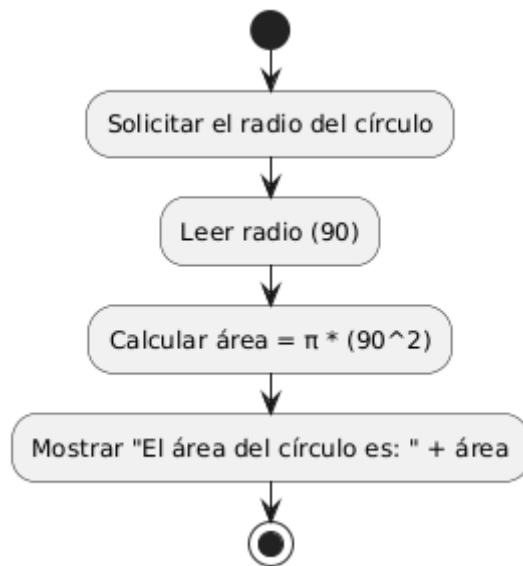 Solicitar el radio del círculo
Leer radio (90)
Calcular área = π * (90^2)
Mostrar "El área del círculo es: " + área